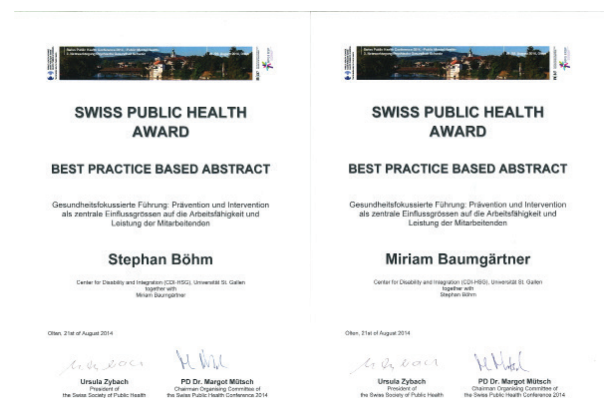 SWISS PUBLIC HEALTH
AWARD
BEST PRACTICE BASED ABSTRACT
Gesundheitsfokussierte Führung: Prävention und Intervention
als zentrale Einflussgrössen auf die Arbeitsfähigkeit und
Leistung der Mitarbeitenden
Stephan Böhm
Center for Disability and Integration (CDI-HSG), Universität St. Gallen
together with
Miriam Baumgärtner
Olten, 21st of August 2014
Ursula Zybach
President of
the Swiss Society of Public Health
PD Dr. Margot Mütsch
Chairman Organising Committee of
the Swiss Public Health Conference 2014
SWISS PUBLIC HEALTH
AWARD
BEST PRACTICE BASED ABSTRACT
Gesundheitsfokussierte Führung: Prävention und Intervention
als zentrale Einflussgrössen auf die Arbeitsfähigkeit und
Leistung der Mitarbeitenden
Miriam Baumgärtner
Center for Disability and Integration (CDI-HSG), Universität St. Gallen
together with
Stephan Böhm
Olten, 21st of August 2014
Ursula Zybach
President of
the Swiss Society of Public Health
PD Dr. Margot Mütsch
Chairman Organising Committee of
the Swiss Public Health Conference 2014